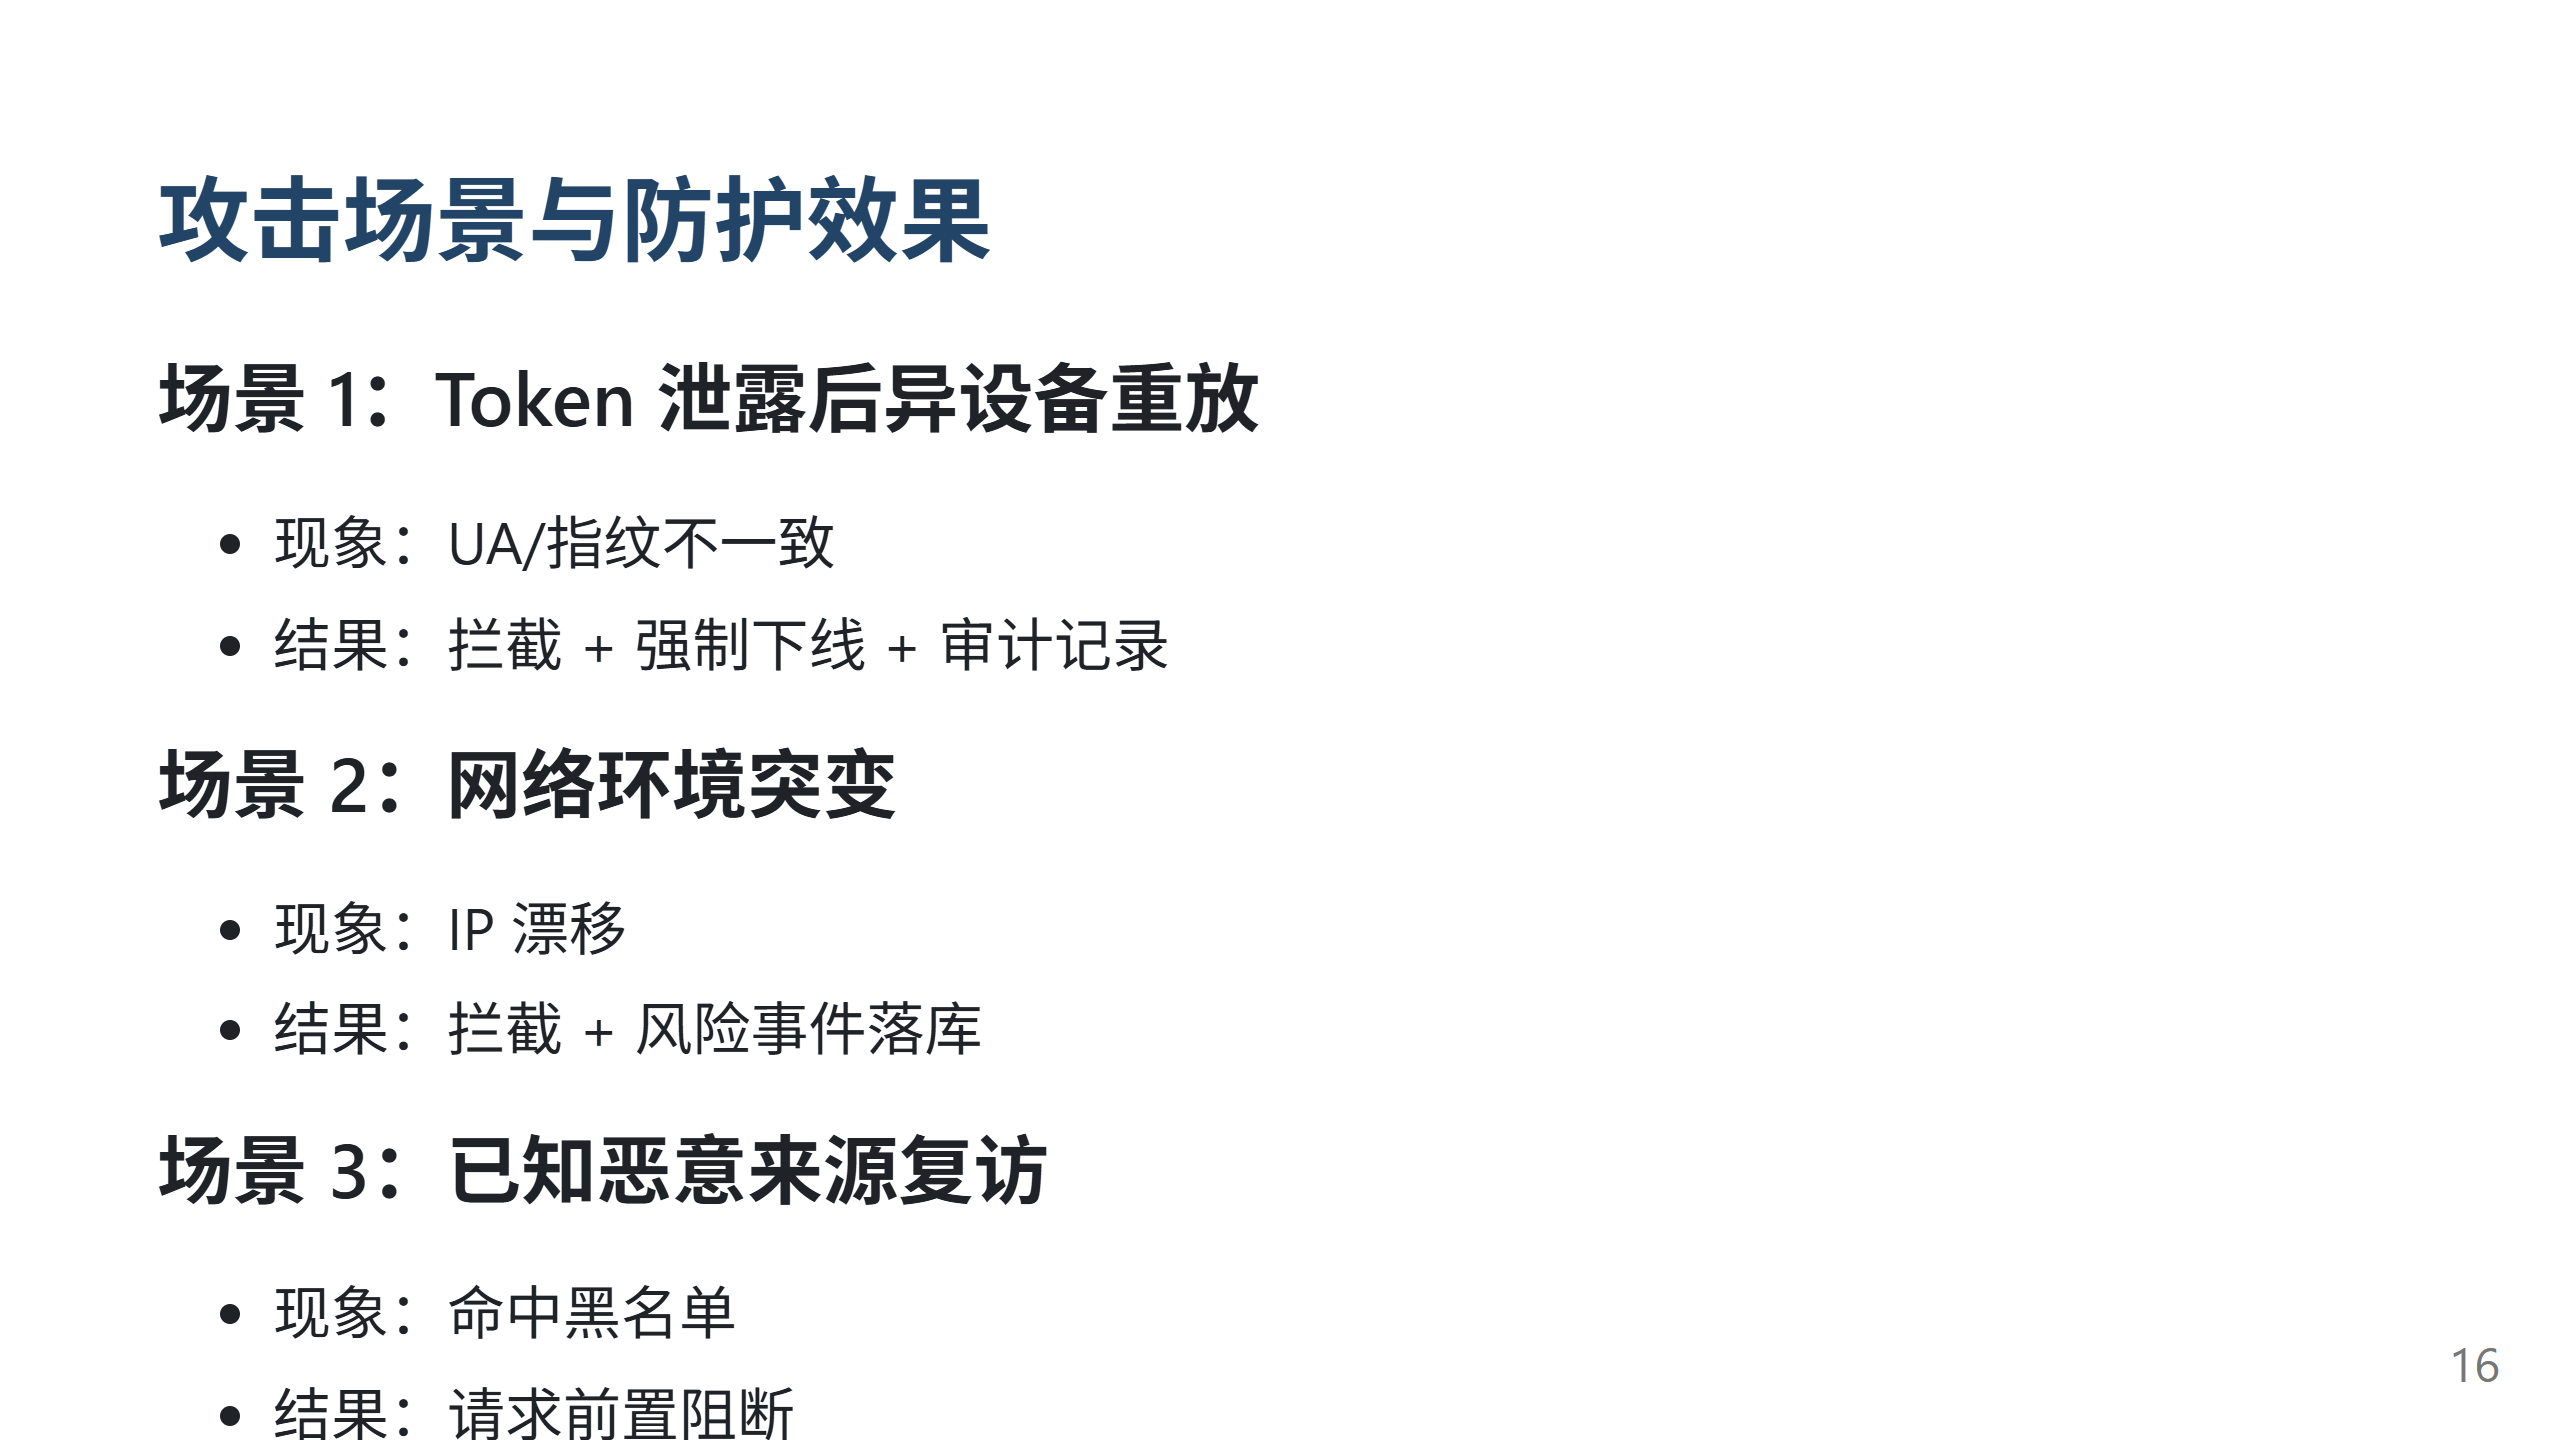 攻击场景与防护效果
场景 1：Token 泄露后异设备重放
• 现象：UA/指纹不一致
• 结果：拦截 + 强制下线 + 审计记录
场景 2：网络环境突变
• 现象：IP 漂移
• 结果：拦截 + 风险事件落库
场景 3：已知恶意来源复访
• 现象：命中黑名单
• 结果：请求前置阻断
16